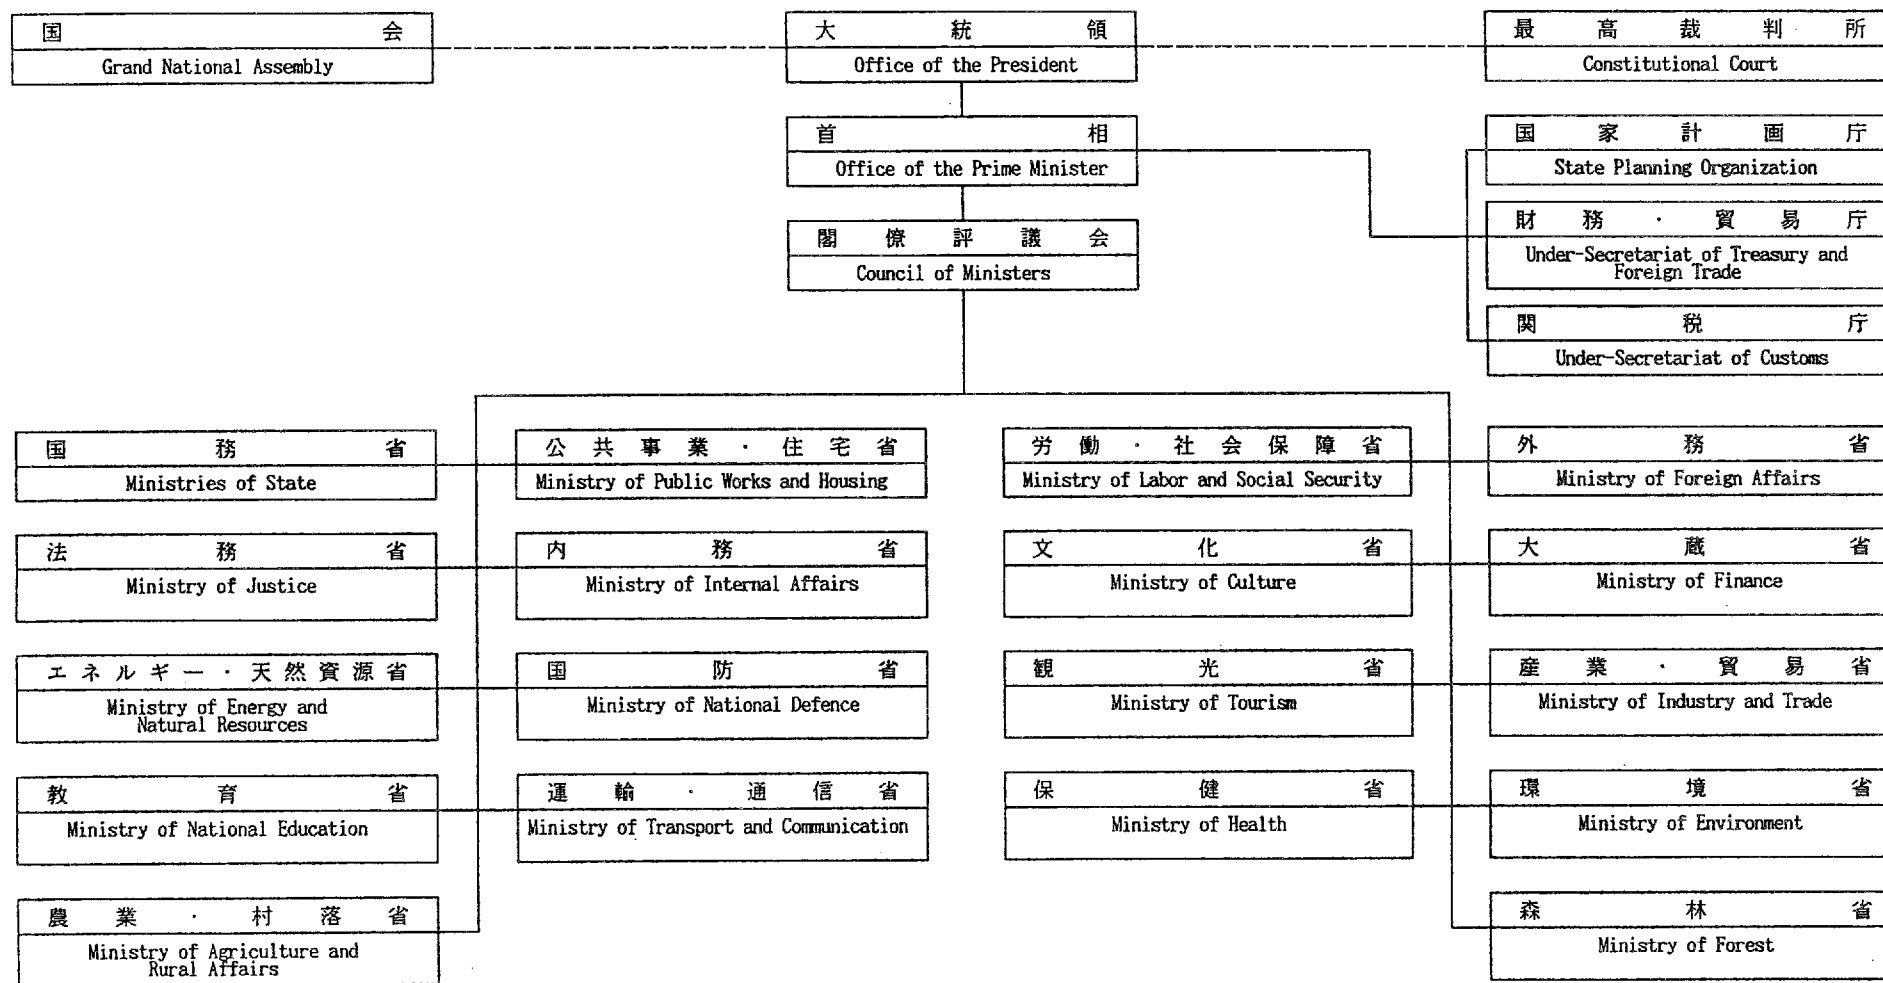 国会
Grand National Assembly
大統領
Office of the President
最高裁判所
Constitutional Court
首相
Office of the Prime Minister
国家計画庁
State Planning Organization
閣僚評議会
Council of Ministers
財務・貿易庁
Under-Secretariat of Treasury and
Foreign Trade
関税庁
Under-Secretariat of Customs
国務省
Ministries of State
公共事業・住宅省
Ministry of Public Works and Housing
労働・社会保障省
Ministry of Labor and Social Security
外務省
Ministry of Foreign Affairs
法務省
Ministry of Justice
内務省
Ministry of Internal Affairs
文化省
Ministry of Culture
大蔵省
Ministry of Finance
エネルギー・天然資源省
Ministry of Energy and
Natural Resources
国防省
Ministry of National Defence
観光省
Ministry of Tourism
産業・貿易省
Ministry of Industry and Trade
教育省
Ministry of National Education
運輸・通信省
Ministry of Transport and Communication
保健省
Ministry of Health
環境省
Ministry of Environment
農業・村落省
Ministry of Agriculture and
Rural Affairs
森林省
Ministry of Forest